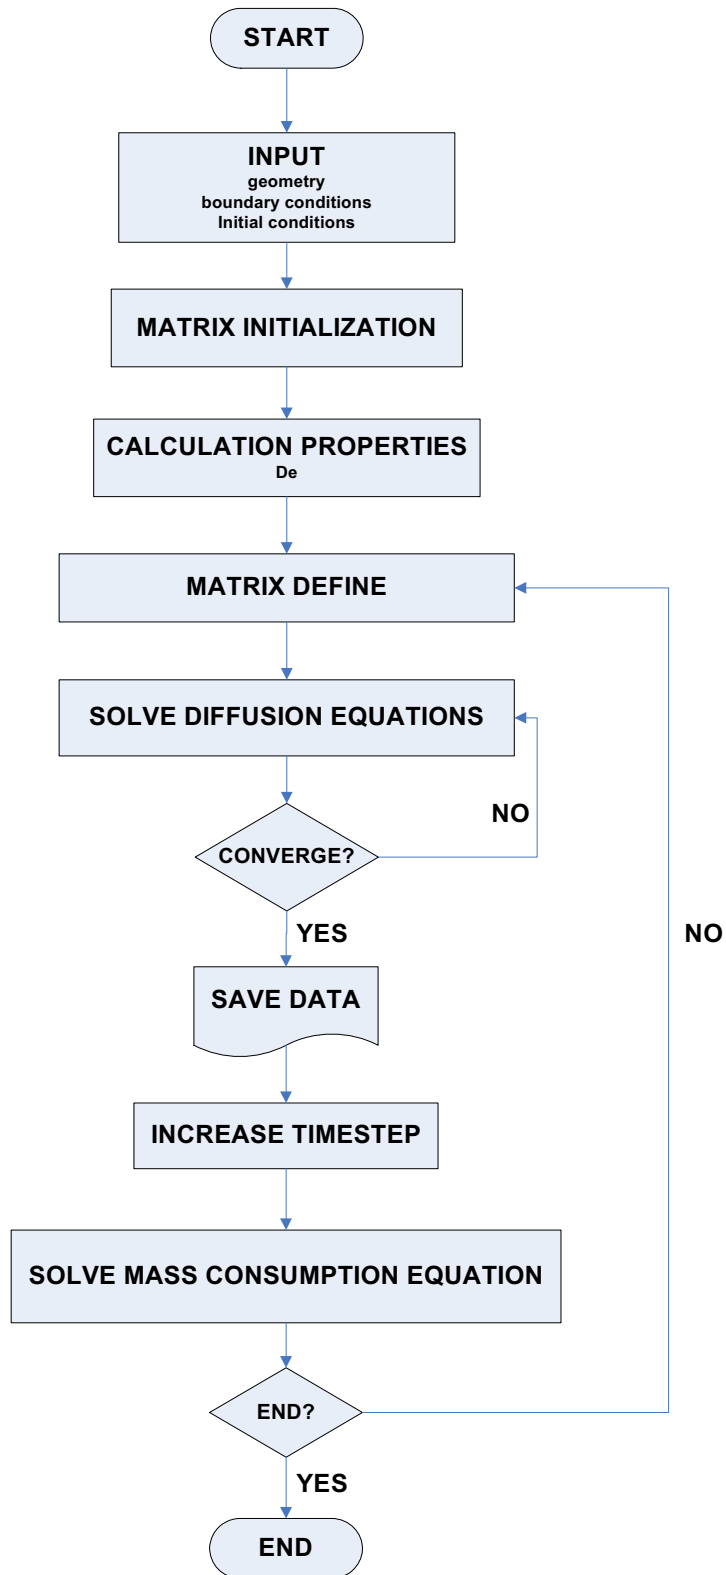 START
INPUT
geometry
boundary conditions
Initial conditions
MATRIX INITIALIZATION
CALCULATION PROPERTIES
De
MATRIX DEFINE
SOLVE DIFFUSION EQUATIONS
NO
CONVERGE?
YES
NO
SAVE DATA
INCREASE TIMESTEP
SOLVE MASS CONSUMPTION EQUATION
END?
YES
END